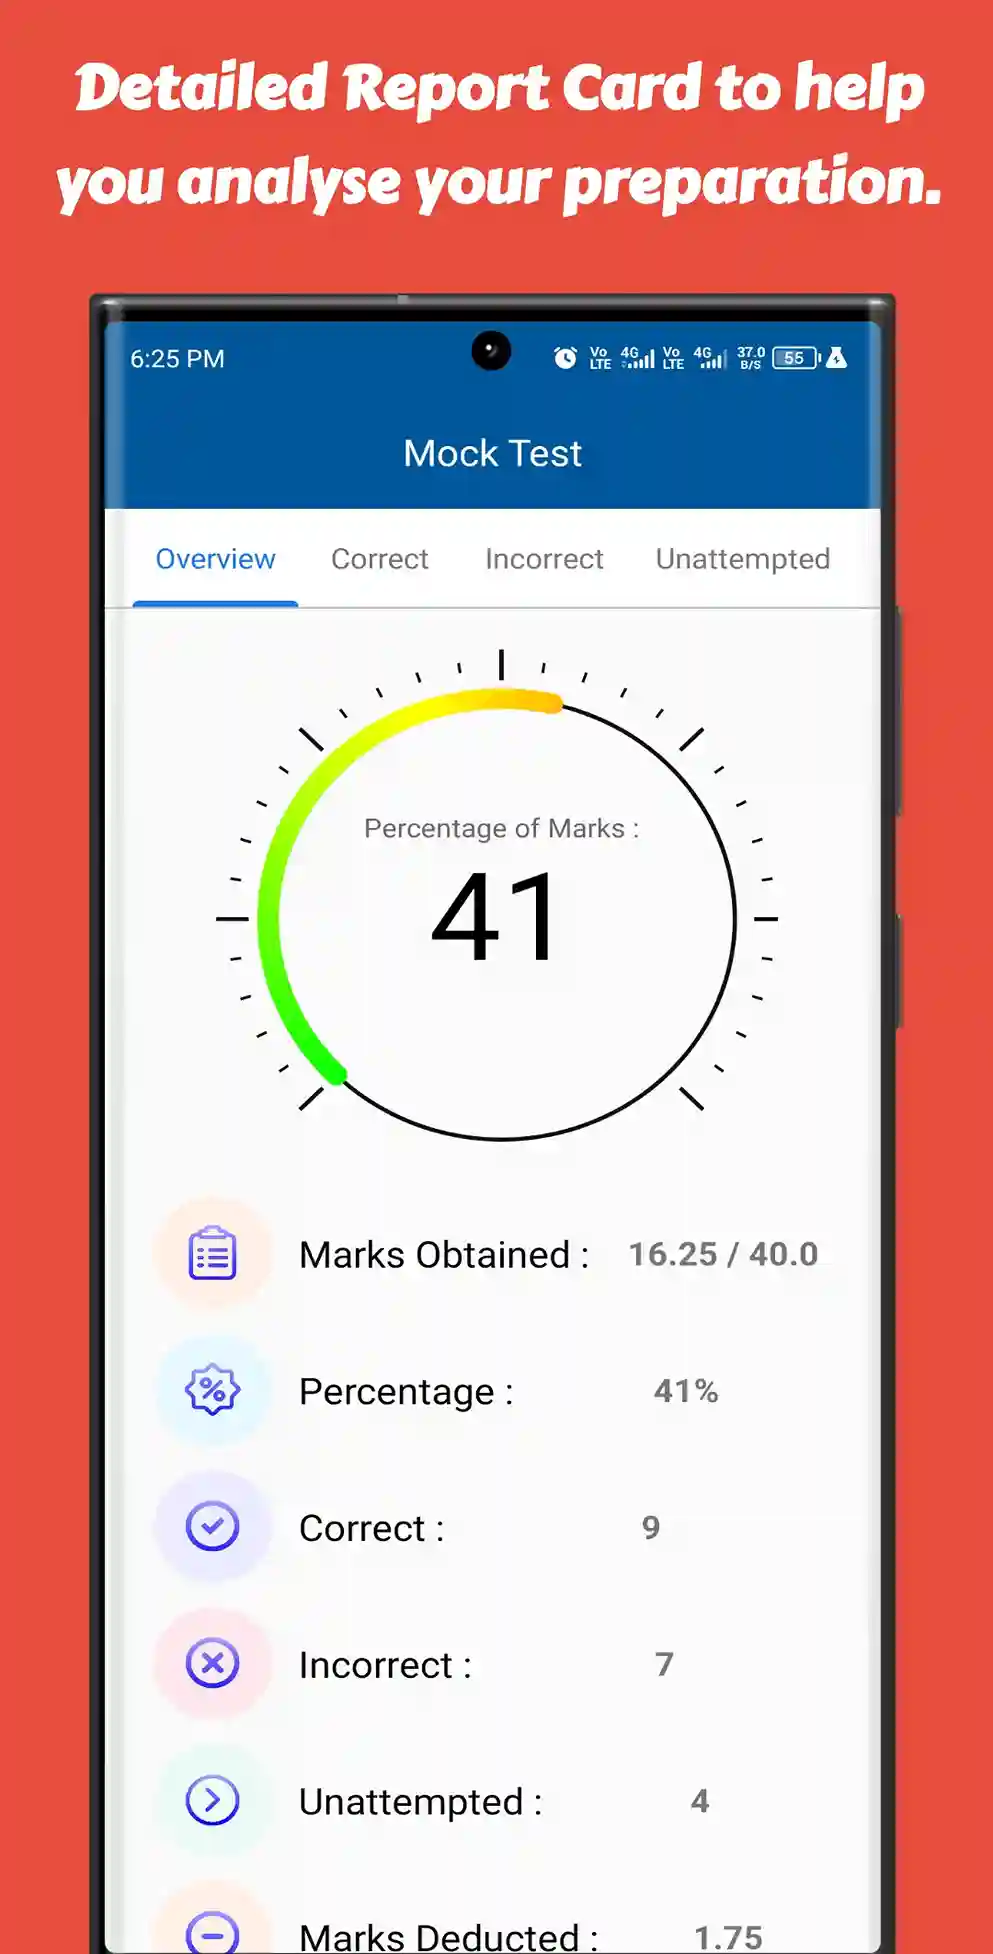 Detailed Report Card to help
you analyse your preparation.
6:25 PM
Vo LTE 4G Vo LTE 4G 37.0 B/S 55
Mock Test
Overview Correct Incorrect Unattempted
Percentage of Marks :
41
Marks Obtained : 16.25 / 40.0
Percentage : 41%
Correct : 9
Incorrect : 7
Unattempted : 4
Marks Deducted : 1.75